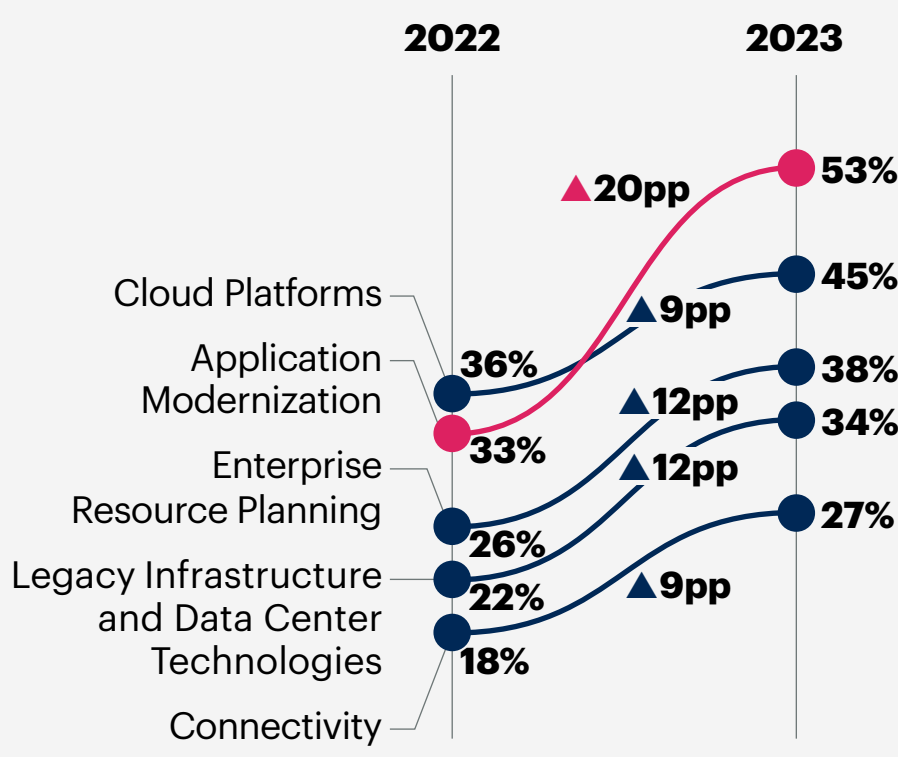 2022
2023
53%
▲20pp
45%
Cloud Platforms
▲9pp
36%
Application
Modernization
38%
▲12pp
33%
34%
Enterprise
Resource Planning
▲12pp
26%
27%
Legacy Infrastructure
and Data Center
Technologies
22%
▲9pp
18%
Connectivity